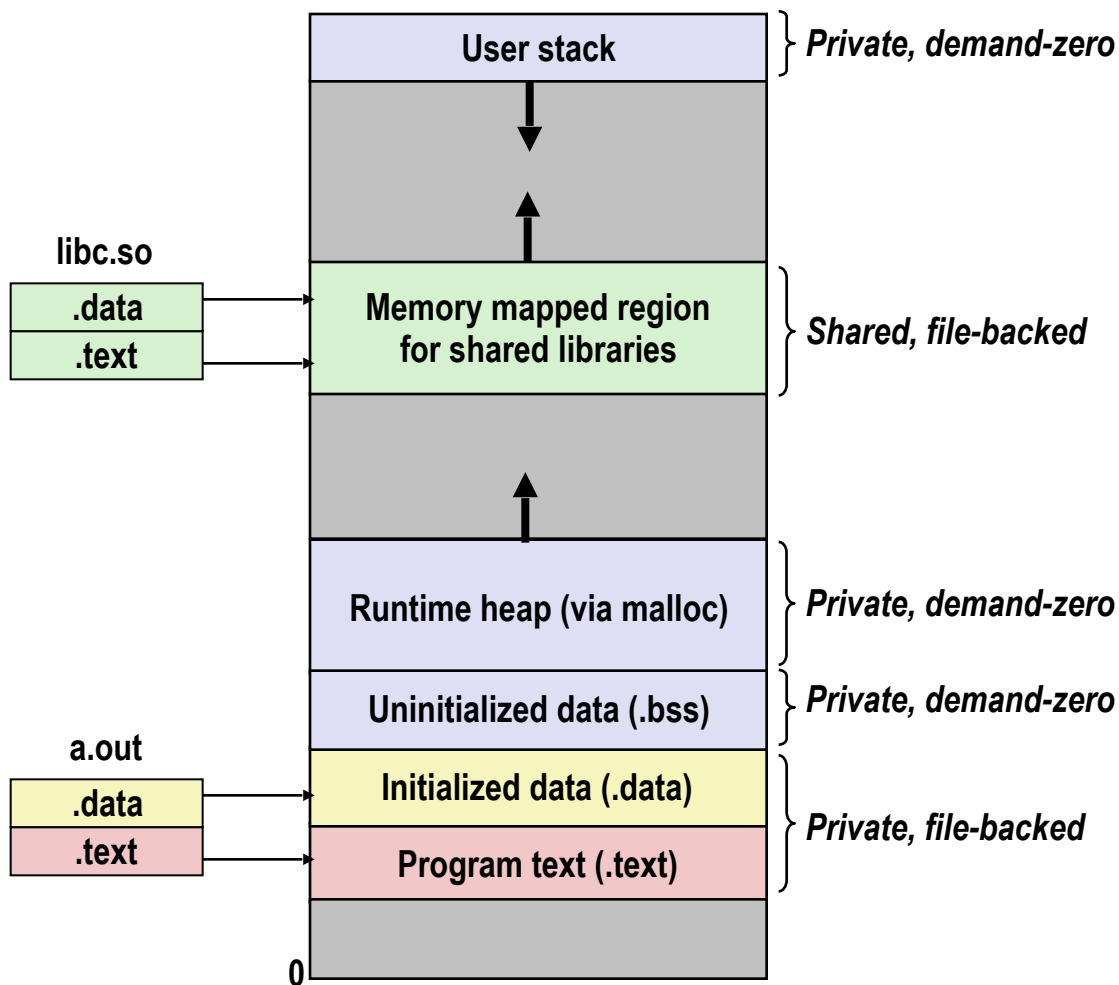 User stack
Private, demand-zero
libc.so
.data
.text
Memory mapped region
for shared libraries
Shared, file-backed
Runtime heap (via malloc)
Private, demand-zero
Uninitialized data (.bss)
Private, demand-zero
a.out
.data
.text
Initialized data (.data)
Program text (.text)
Private, file-backed
0